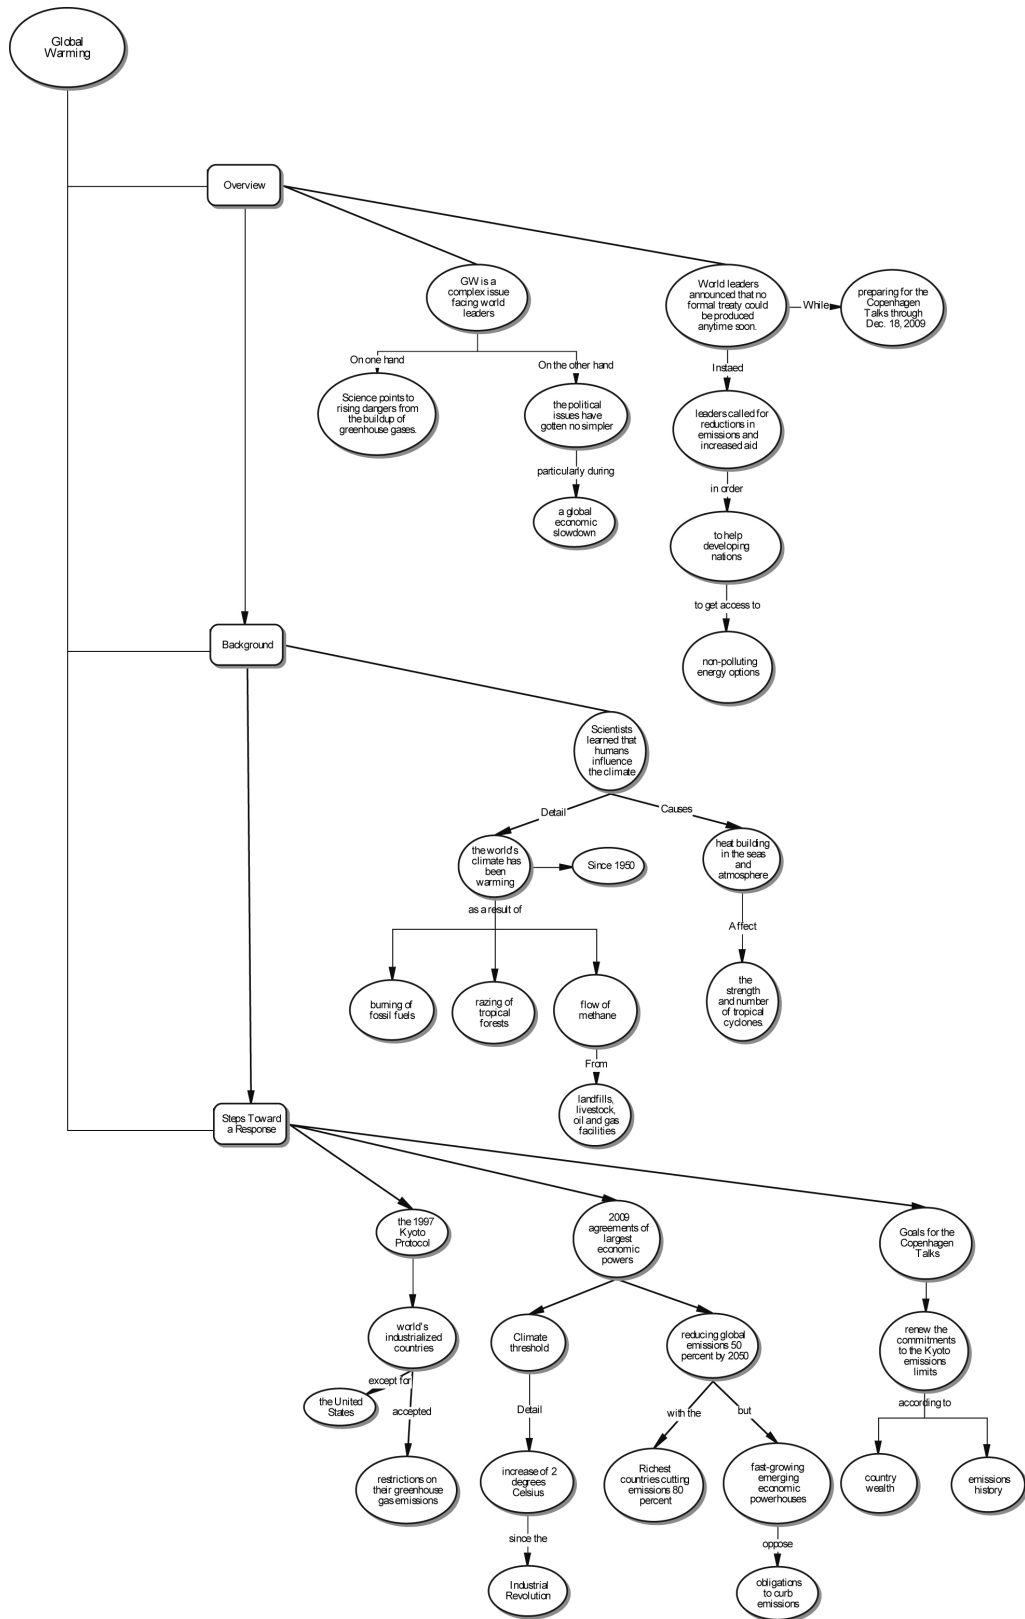 Global
Warming
Overview
GW is a
complex issue
facing world
leaders
World leaders
announced that no
formal treaty could
be produced
anytime soon.
While
preparing for the
Copenhagen
Talks through
Dec. 18, 2009
On one hand
On the other hand
Instaed
Science points to
rising dangers from
the buildup of
greenhouse gases.
the political
issues have
gotten no simpler
leaders called for
reductions in
emissions and
increased aid
particularly during
in order
a global
economic
slowdown
to help
developing
nations
to get access to
non-polluting
energy options
Background
Scientists
learned that
humans
influence
the climate
Detail
Causes
the world's
climate has
been
warming
Since 1950
heat building
in the seas
and
atmosphere
as a result of
Affect
burning of
fossil fuels
razing of
tropical
forests
flow of
methane
the
strength
and number
of tropical
cyclones.
From
landfills,
livestock,
oil and gas
facilities
Steps Toward
a Response
the 1997
Kyoto
Protocol
2009
agreements of
largest
economic
powers
Goals for the
Copenhagen
Talks
world's
industrialized
countries
Climate
threshold
reducing global
emissions 50
percent by 2050
renew the
commitments
to the Kyoto
emissions
limits
except for
the United
States
accepted
Detail
with the
but
according to
restrictions on
their greenhouse
gas emissions
increase of 2
degrees
Celsius
Richest
countries cutting
emissions 80
percent
fast-growing
emerging
economic
powerhouses
country
wealth
emissions
history
since the
oppose
Industrial
Revolution
obligations
to curb
emissions